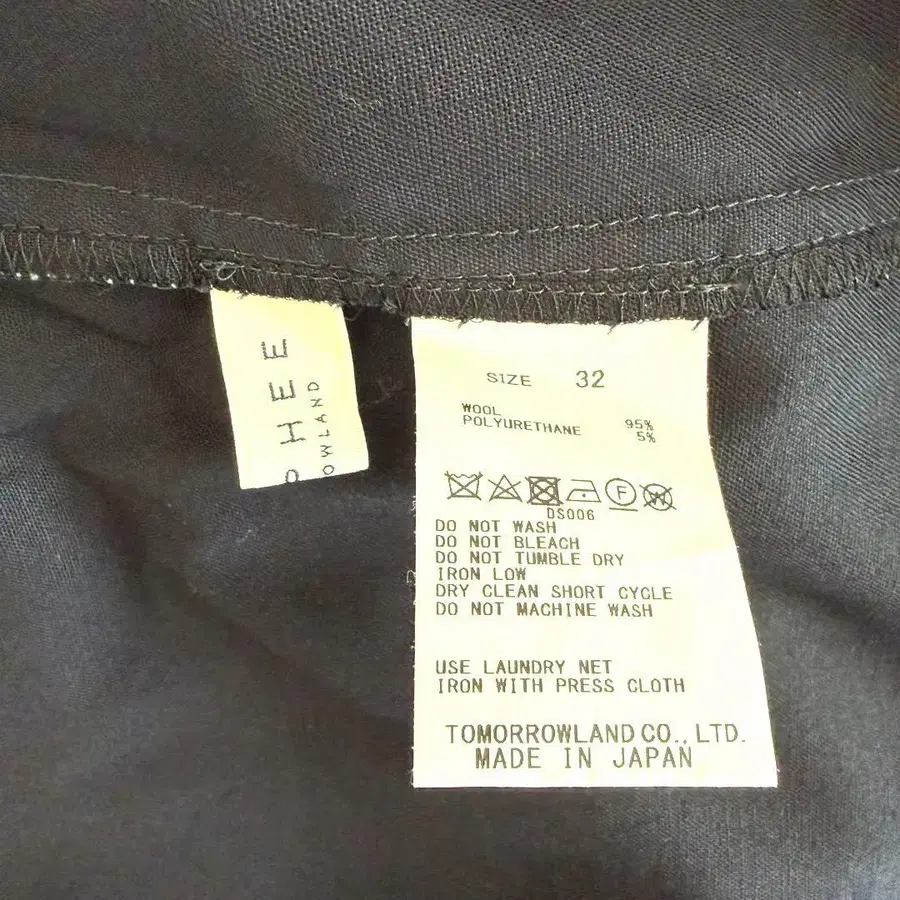 HEE
OWLAND
SIZE 32
WOOL 95%
POLYURETHANE 5%
F W
DS006
DO NOT WASH
DO NOT BLEACH
DO NOT TUMBLE DRY
IRON LOW
DRY CLEAN SHORT CYCLE
DO NOT MACHINE WASH
USE LAUNDRY NET
IRON WITH PRESS CLOTH
TOMORROWLAND CO., LTD.
MADE IN JAPAN